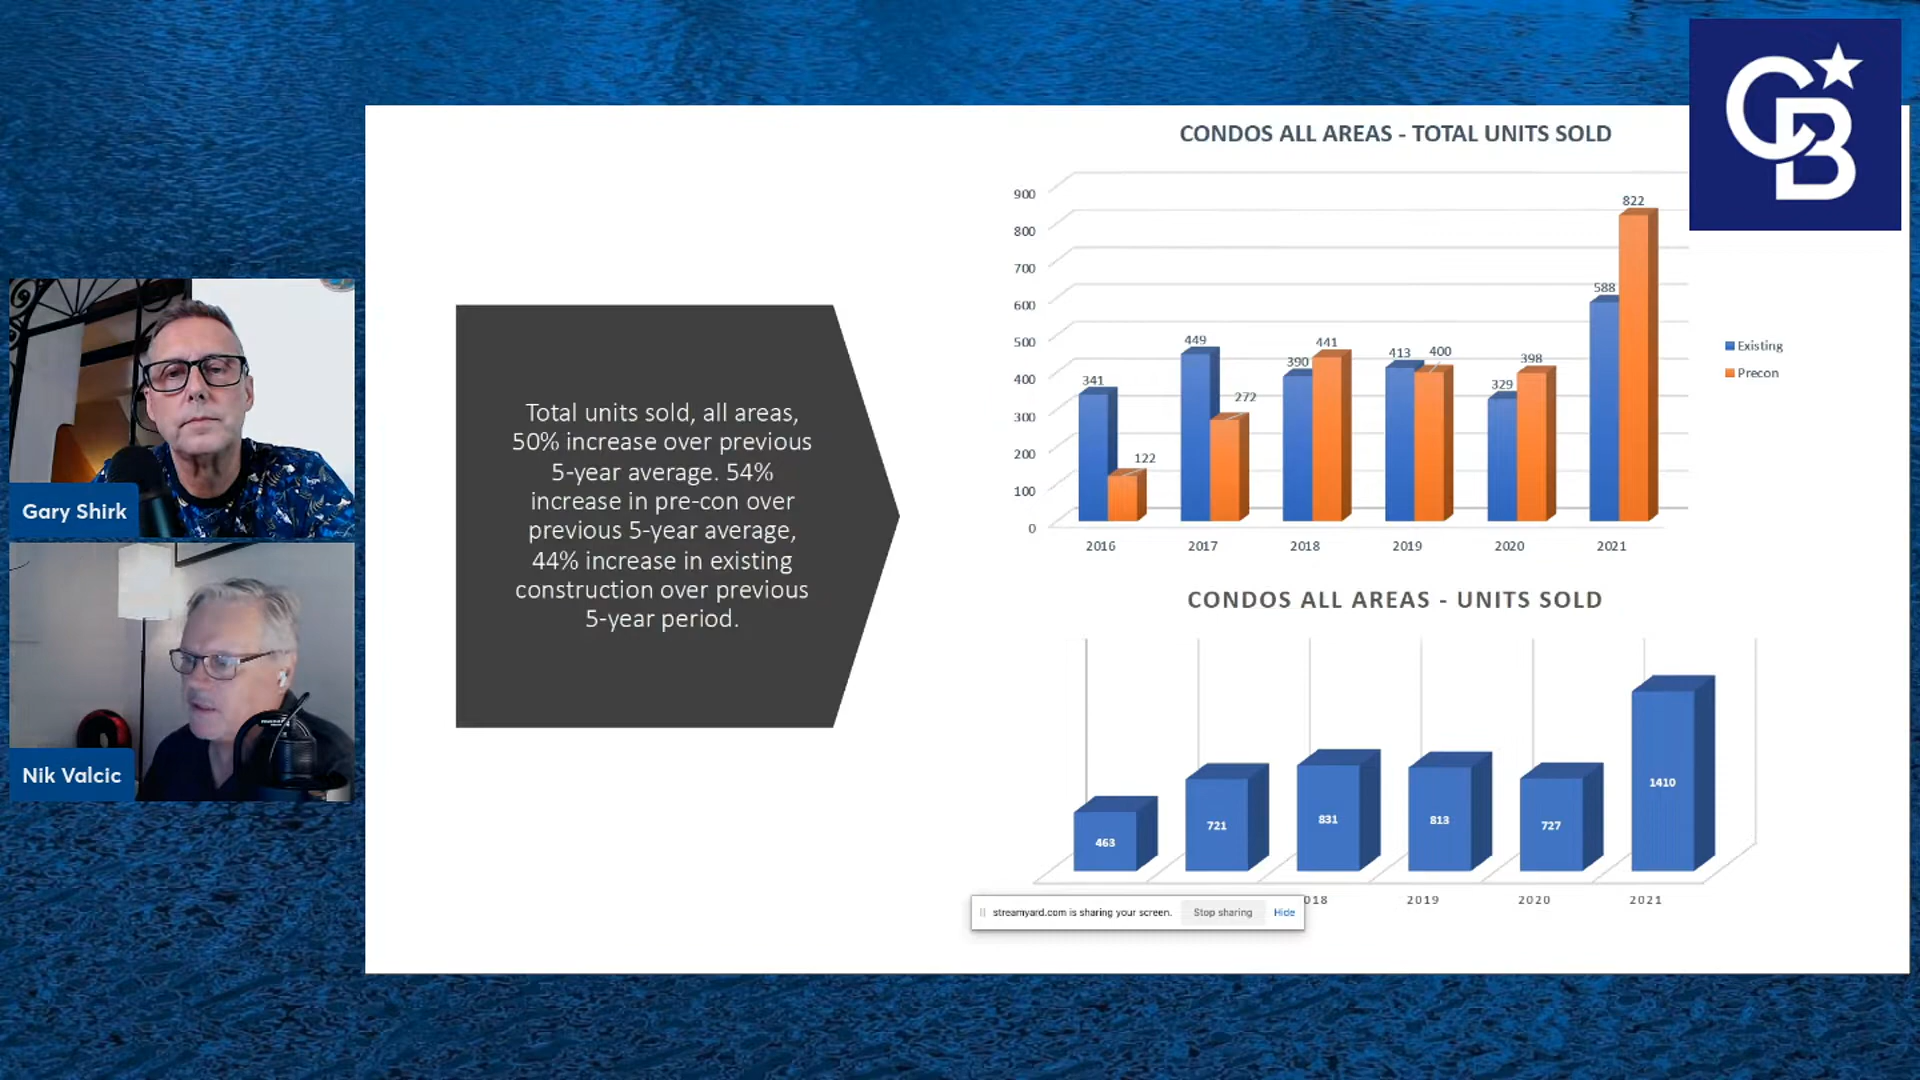 CB
CONDOS ALL AREAS - TOTAL UNITS SOLD
900
800
700
600
500
400
300
200
100
0
341
122
449
272
390
441
413
400
329
398
588
822
2016
2017
2018
2019
2020
2021
Existing
Precon
Total units sold, all areas,
50% increase over previous
5-year average. 54%
increase in pre-con over
previous 5-year average,
44% increase in existing
construction over previous
5-year period.
Gary Shirk
Nik Valcic
CONDOS ALL AREAS - UNITS SOLD
463
721
831
813
727
1410
018
2019
2020
2021
streamyard.com is sharing your screen.
Stop sharing
Hide